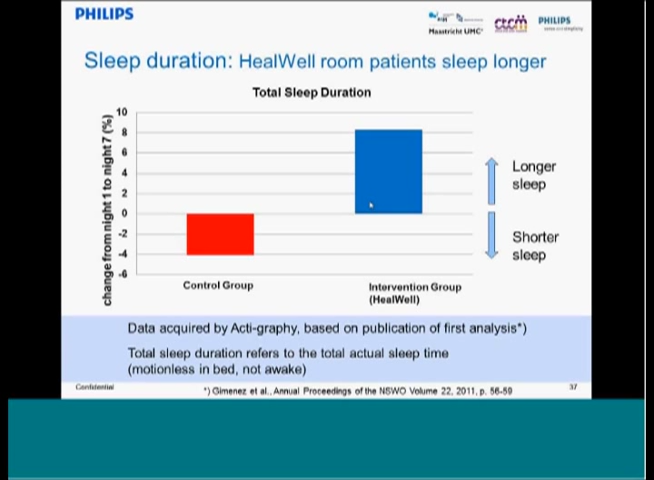 PHILIPS
Maastricht UMC+
ctcm
PHILIPS
Sleep duration: HealWell room patients sleep longer
Total Sleep Duration
change from night 1 to night 7 (%)
10
8
6
4
2
0
-2
-4
-6
Longer
sleep
Shorter
sleep
Control Group
Intervention Group
(HealWell)
Data acquired by Acti-graphy, based on publication of first analysis*)
Total sleep duration refers to the total actual sleep time
(motionless in bed, not awake)
Confidential
*) Gimenez et al., Annual Proceedings of the NSWO Volume 22, 2011, p. 56-59
37